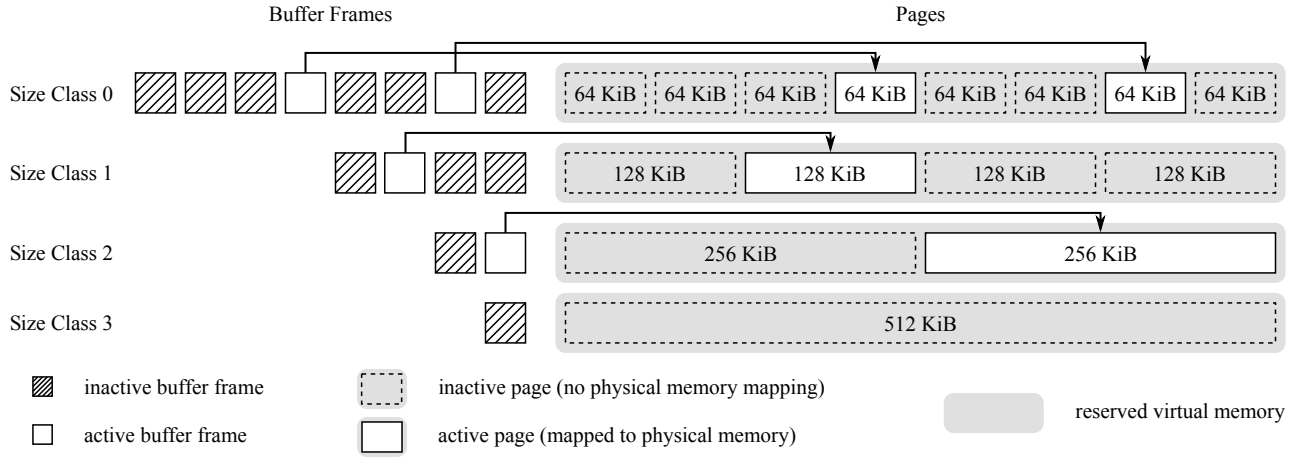 Buffer Frames Pages
Size Class 0 64 KiB 64 KiB 64 KiB 64 KiB 64 KiB 64 KiB 64 KiB 64 KiB
Size Class 1 128 KiB 128 KiB 128 KiB 128 KiB
Size Class 2 256 KiB 256 KiB
Size Class 3 512 KiB
inactive buffer frame inactive page (no physical memory mapping)
reserved virtual memory
active buffer frame active page (mapped to physical memory)